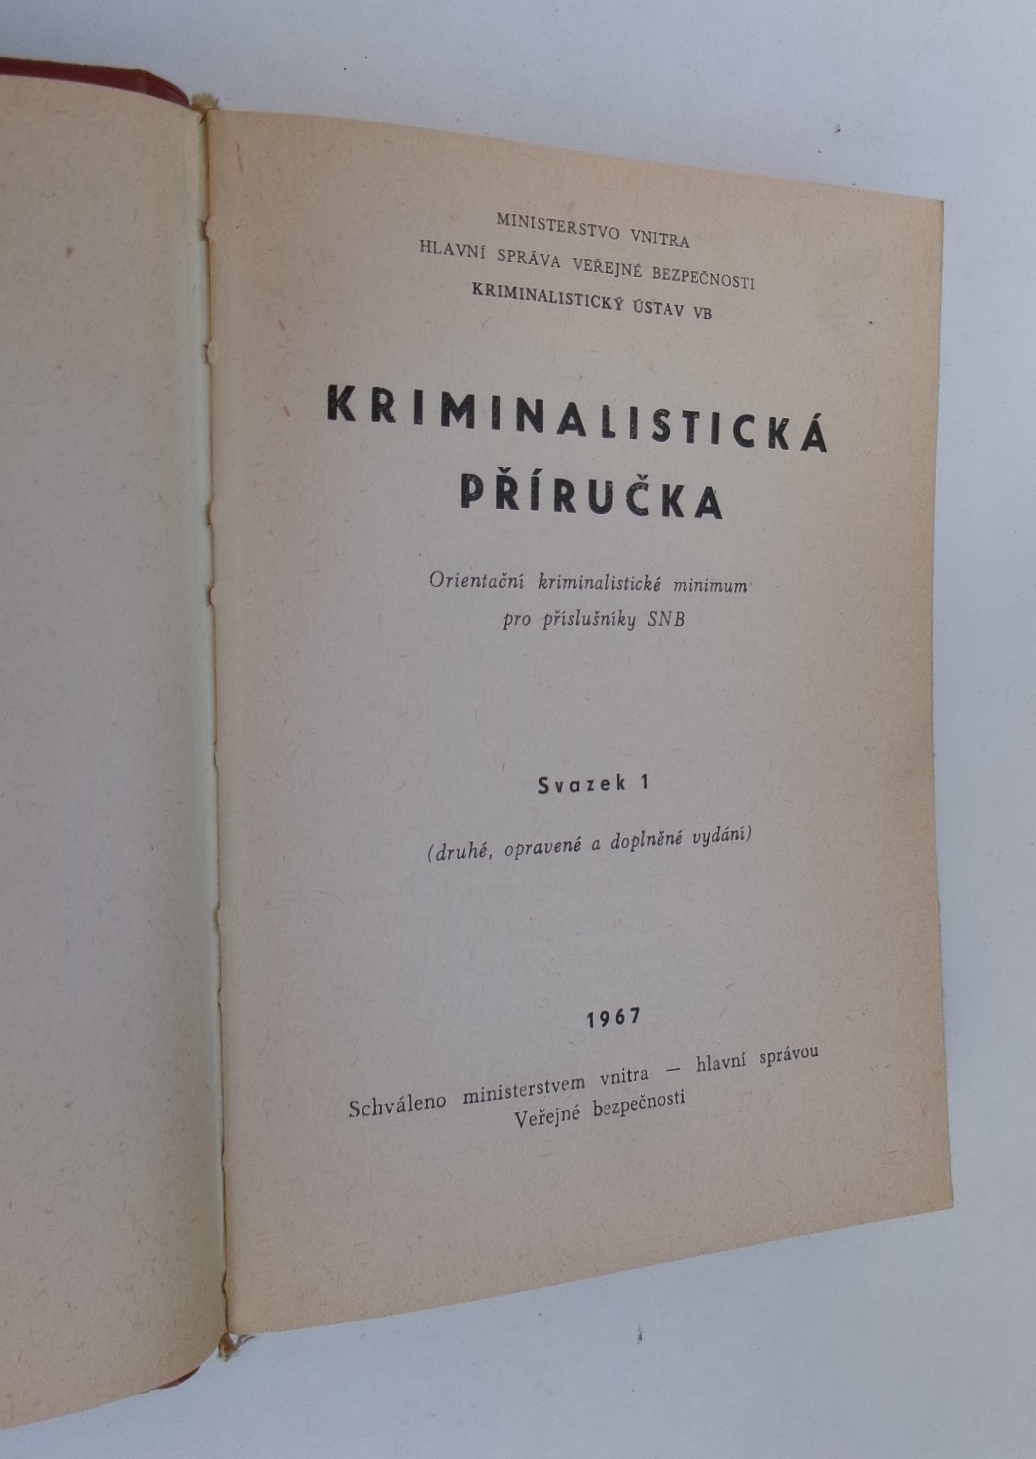 MINISTERSTVO VNITRA
HLAVNÍ SPRÁVA VEŘEJNÉ BEZPEČNOSTI
KRIMINALISTICKÝ ÚSTAV VB
KRIMINALISTICKÁ
PŘÍRUČKA
Orientační kriminalistické minimum
pro příslušníky SNB
Svazek 1
(druhé, opravené a doplněné vydání)
1967
Schváleno ministerstvem vnitra — hlavní správou
Veřejné bezpečnosti